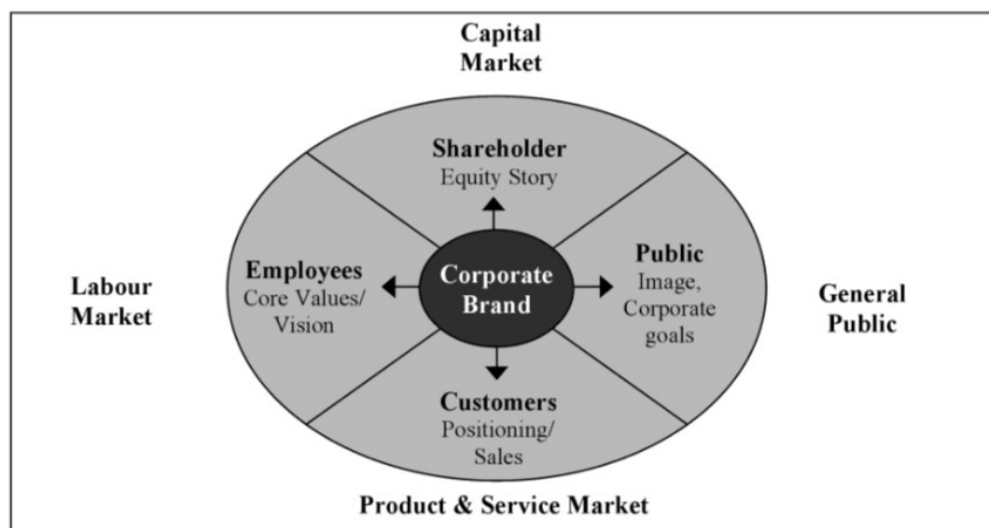 Capital
Market
Shareholder
Equity Story
Employees
Core Values/
Vision
Corporate
Brand
Public
Image,
Corporate
goals
Labour
Market
General
Public
Customers
Positioning/
Sales
Product & Service Market